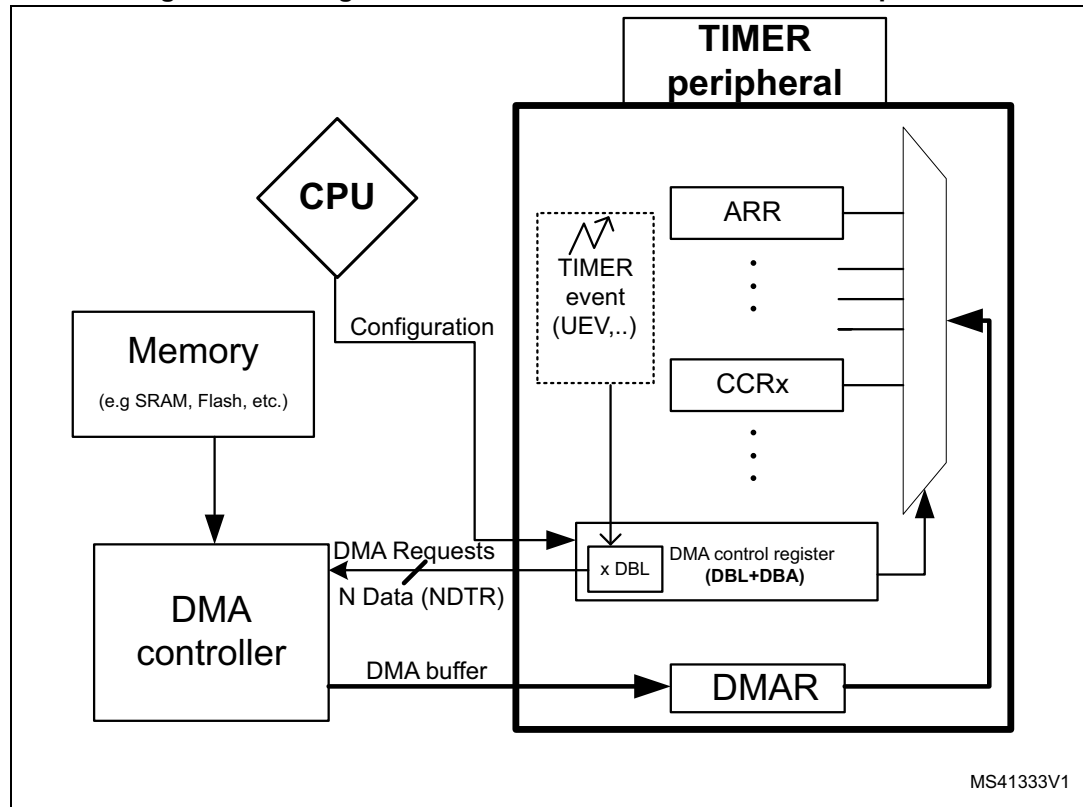 TIMER
peripheral
CPU
ARR
TIMER
event
(UEV,..)
Configuration
Memory
(e.g SRAM, Flash, etc.)
CCRx
DMA Requests
x DBL
DMA control register
(DBL+DBA)
N Data (NDTR)
DMA
controller
DMA buffer
DMAR
MS41333V1